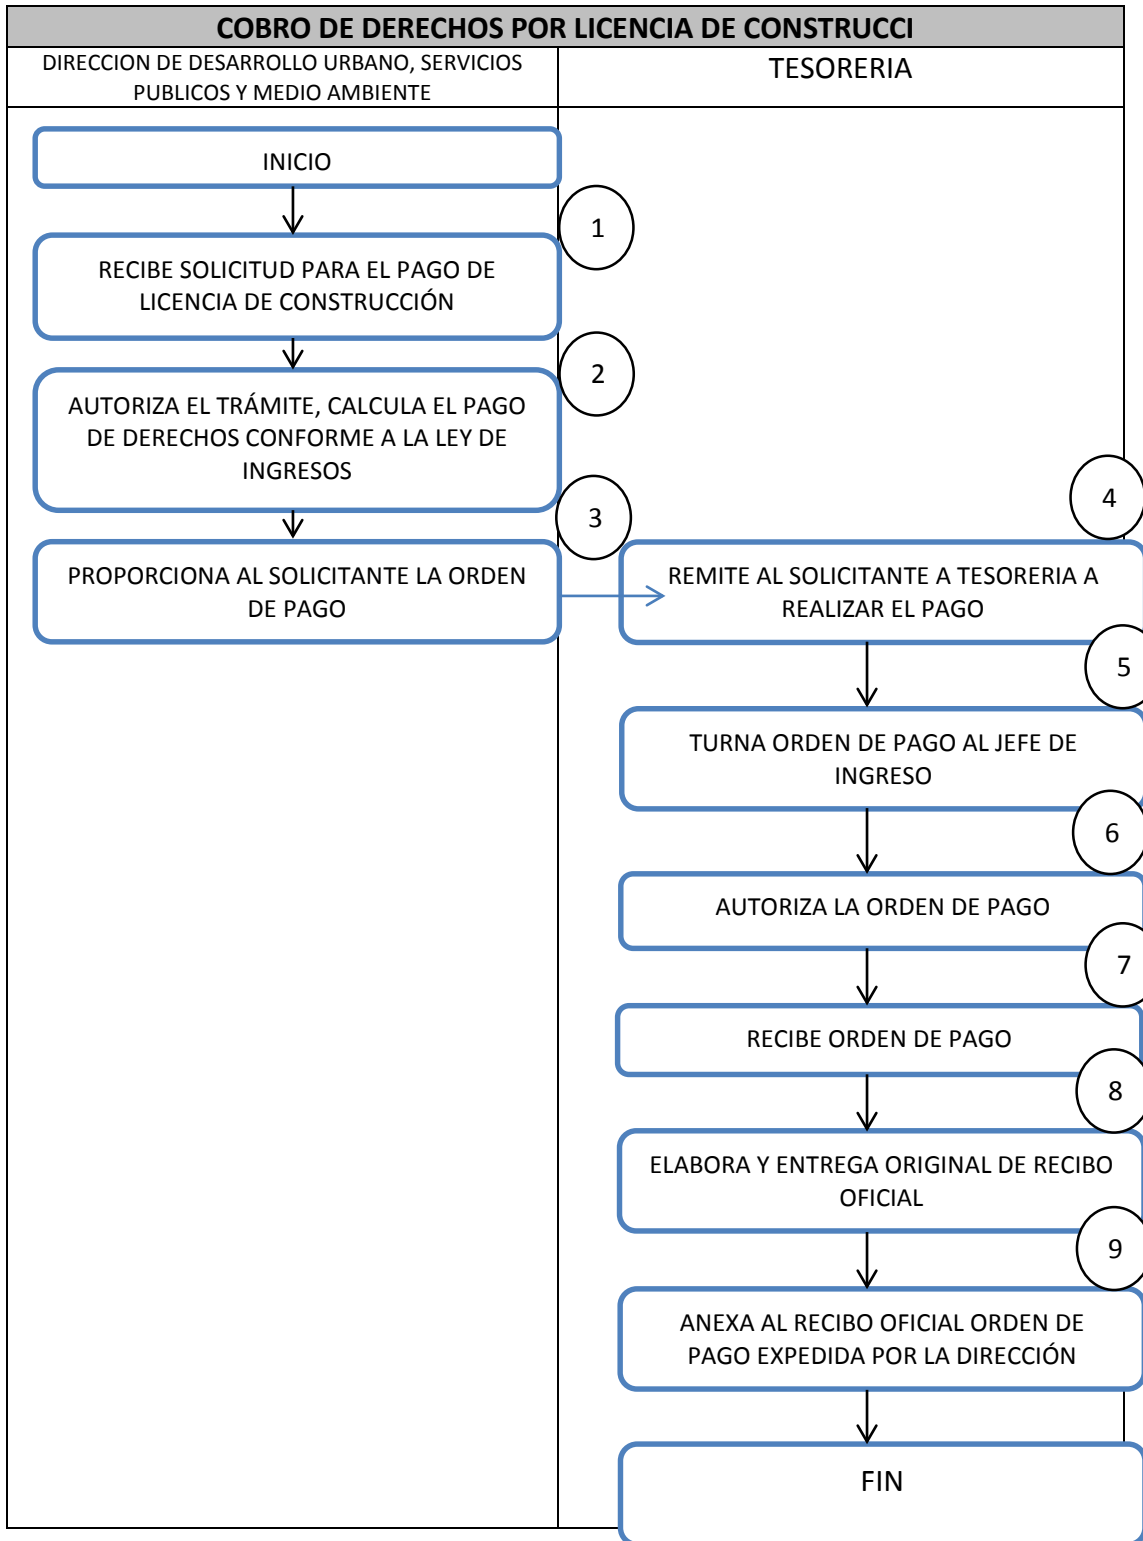 COBRO DE DERECHOS POR LICENCIA DE CONSTRUCCI
DIRECCION DE DESARROLLO URBANO, SERVICIOS
PUBLICOS Y MEDIO AMBIENTE
TESORERIA
INICIO
1
RECIBE SOLICITUD PARA EL PAGO DE
LICENCIA DE CONSTRUCCIÓN
2
AUTORIZA EL TRÁMITE, CALCULA EL PAGO
DE DERECHOS CONFORME A LA LEY DE
INGRESOS
3
PROPORCIONA AL SOLICITANTE LA ORDEN
DE PAGO
4
REMITE AL SOLICITANTE A TESORERIA A
REALIZAR EL PAGO
5
TURNA ORDEN DE PAGO AL JEFE DE
INGRESO
6
AUTORIZA LA ORDEN DE PAGO
7
RECIBE ORDEN DE PAGO
8
ELABORA Y ENTREGA ORIGINAL DE RECIBO
OFICIAL
9
ANEXA AL RECIBO OFICIAL ORDEN DE
PAGO EXPEDIDA POR LA DIRECCIÓN
FIN